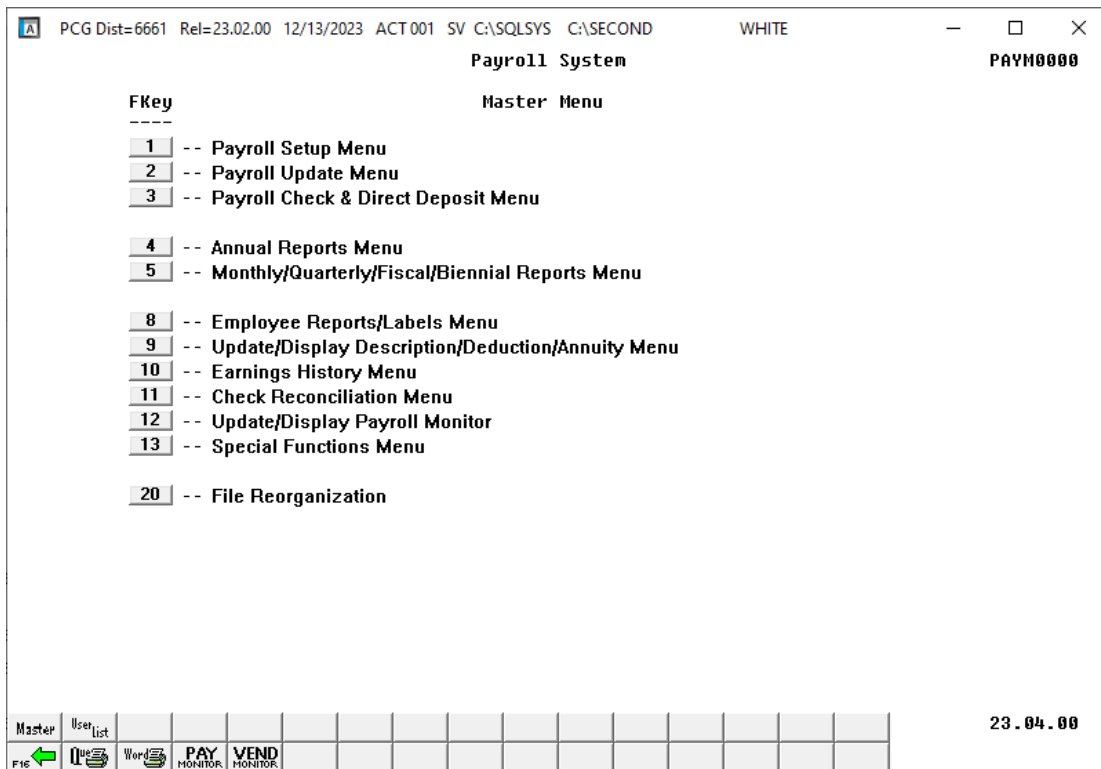 A PCG Dist=6661 Rel=23.02.00 12/13/2023 ACT 001 SV C:\SQLSYS C:\SECOND WHITE
Payroll System PAYM0000
FKey Master Menu
----
1 -- Payroll Setup Menu
2 -- Payroll Update Menu
3 -- Payroll Check & Direct Deposit Menu
4 -- Annual Reports Menu
5 -- Monthly/Quarterly/Fiscal/Biennial Reports Menu
8 -- Employee Reports/Labels Menu
9 -- Update/Display Description/Deduction/Annuity Menu
10 -- Earnings History Menu
11 -- Check Reconciliation Menu
12 -- Update/Display Payroll Monitor
13 -- Special Functions Menu
20 -- File Reorganization
Master User List 23.04.00
F16 Que Word PAY MONITOR VEND MONITOR